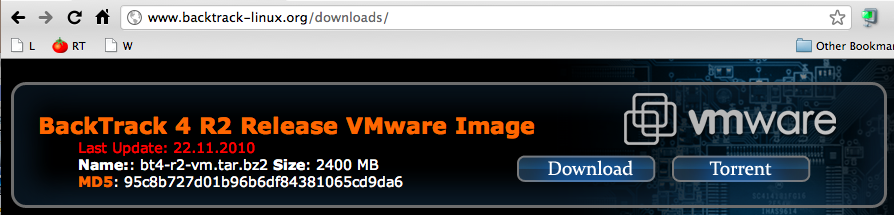 www.backtrack-linux.org/downloads/
L RT W Other Bookmar
BackTrack 4 R2 Release VMware Image
vmware
Last Update: 22.11.2010
Name:: bt4-r2-vm.tar.bz2 Size: 2400 MB
MD5: 95c8b727d01b96b6df84381065cd9da6
Download Torrent